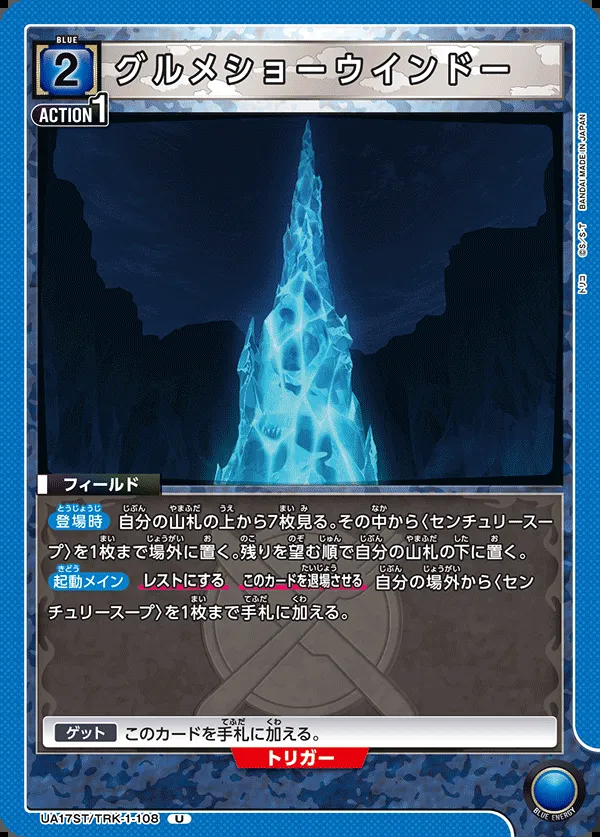 BLUE
2
グルメショーウインドー
ACTION 1
トリコ ©S/S・T BANDAI MADE IN JAPAN
フィールド
登場時 自分の山札の上から7枚見る。その中から〈センチュリースー
プ〉を1枚まで場外に置く。残りを望む順で自分の山札の下に置く。
起動メイン レストにする このカードを退場させる 自分の場外から〈セン
チュリースープ〉を1枚まで手札に加える。
ゲット このカードを手札に加える。
トリガー
UA17ST/TRK-1-108 U
BLUE ENERGY